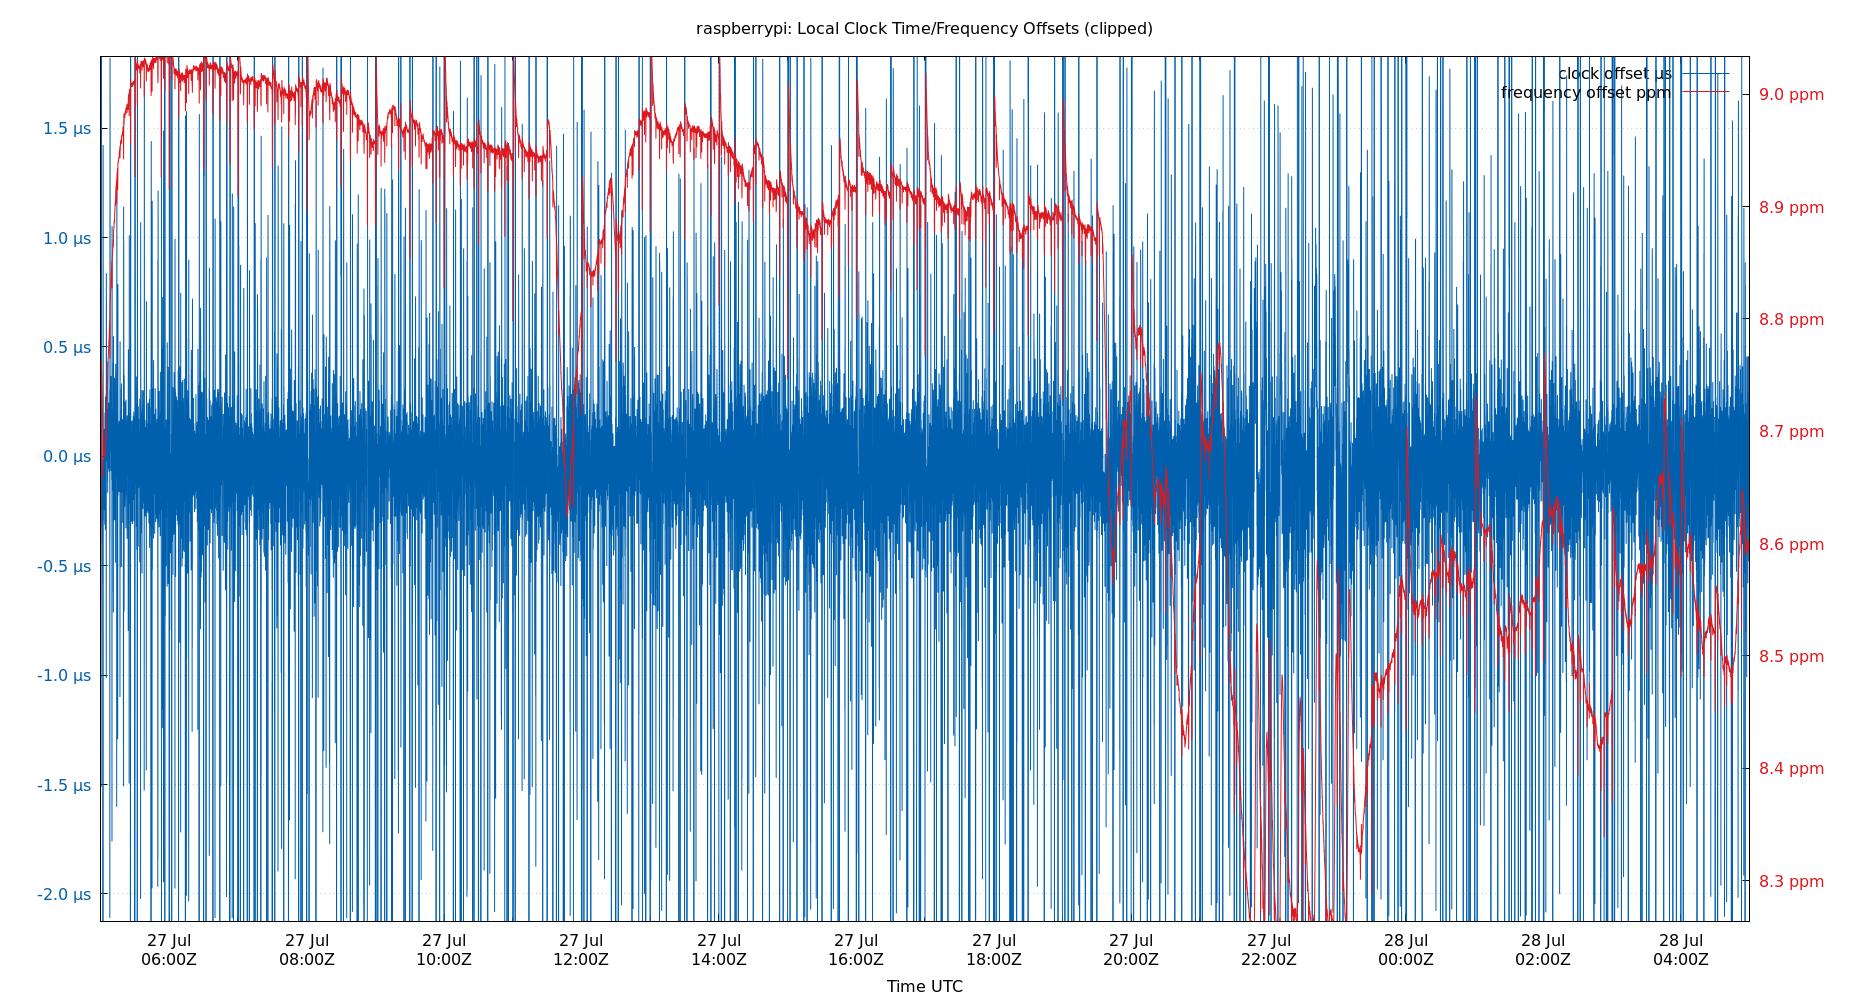 raspberrypi: Local Clock Time/Frequency Offsets (clipped)
clock offset µs
frequency offset ppm
1.5 µs
1.0 µs
0.5 µs
0.0 µs
-0.5 µs
-1.0 µs
-1.5 µs
-2.0 µs
9.0 ppm
8.9 ppm
8.8 ppm
8.7 ppm
8.6 ppm
8.5 ppm
8.4 ppm
8.3 ppm
27 Jul 27 Jul 27 Jul 27 Jul 27 Jul 27 Jul 27 Jul 27 Jul 27 Jul 28 Jul 28 Jul 28 Jul
06:00Z 08:00Z 10:00Z 12:00Z 14:00Z 16:00Z 18:00Z 20:00Z 22:00Z 00:00Z 02:00Z 04:00Z
Time UTC